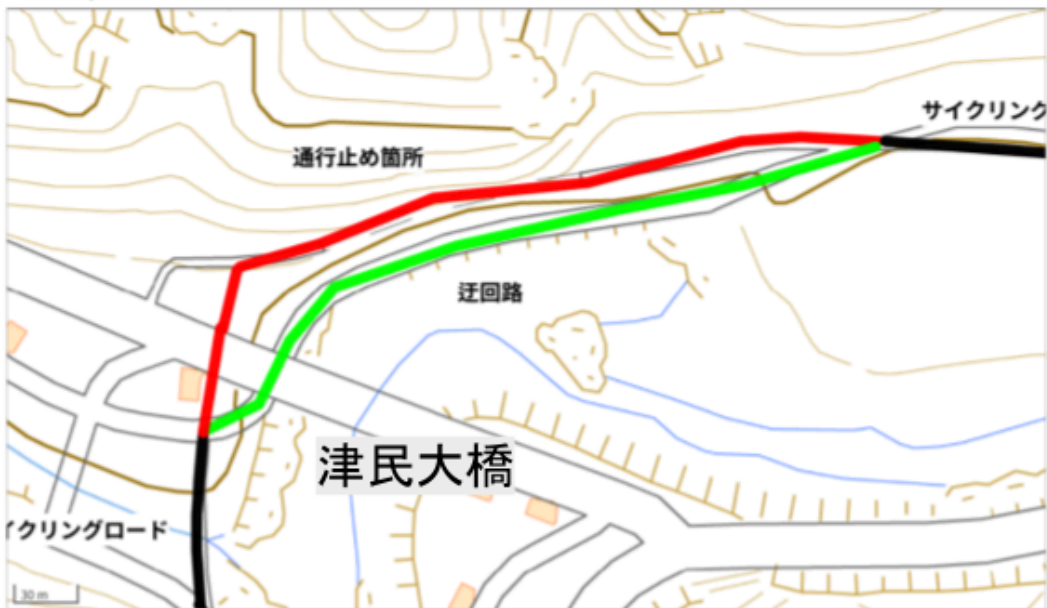 サイクリング
通行止め箇所
迂回路
津民大橋
イクリングロード
30 m